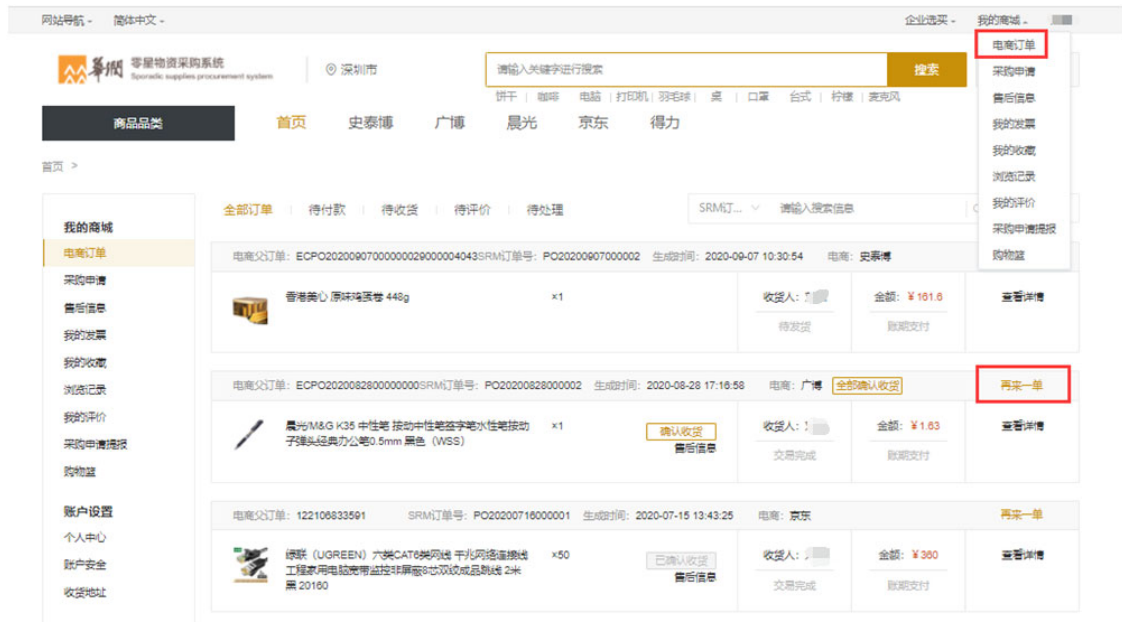 网站导航
简体中文
企业选买
我的商城
电商订单
采购申请
售后信息
我的发票
我的收藏
浏览记录
我的评价
采购申请提报
购物篮
華潤
零星物资采购系统
Sporadic supplies procurement system
深圳市
请输入关键字进行搜索
搜索
饼干 | 咖啡 电脑 | 打印机 | 羽毛球 | 桌 | 口罩 台式 | 柠檬 | 麦克风
商品品类
首页 史泰博 广博 晨光 京东 得力
首页 >
我的商城
电商订单
采购申请
售后信息
我的发票
我的收藏
浏览记录
我的评价
采购申请提报
购物篮
账户设置
个人中心
账户安全
收货地址
全部订单 | 待付款 | 待收货 | 待评价 | 待处理
SRM订...
请输入搜索信息
电商父订单: ECPO20200907000000029000004043SRM订单号: PO20200907000002 生成时间: 2020-09-07 10:30:54 电商: 史泰博
香港美心 原味鸡蛋卷 448g
×1
收货人:
待发货
金额: ¥161.6
账期支付
查看详情
电商父订单: ECPO2020082800000000SRM订单号: PO20200828000002 生成时间: 2020-08-28 17:16:58 电商: 广博 全部确认收货 再来一单
晨光/M&G K35 中性笔 按动中性笔签字笔水性笔按动
子弹头经典办公笔0.5mm 黑色（WSS）
×1
确认收货
售后信息
收货人:
交易完成
金额: ¥1.63
账期支付
查看详情
电商父订单: 122106833591 SRM订单号: PO20200716000001 生成时间: 2020-07-15 13:43:25 电商: 京东 再来一单
绿联（UGREEN）六类CAT6类网线 千兆网络连接线
工程家用电脑宽带监控非屏蔽8芯双绞成品跳线 2米
黑 20160
×50
已确认收货
售后信息
收货人:
交易完成
金额: ¥360
账期支付
查看详情